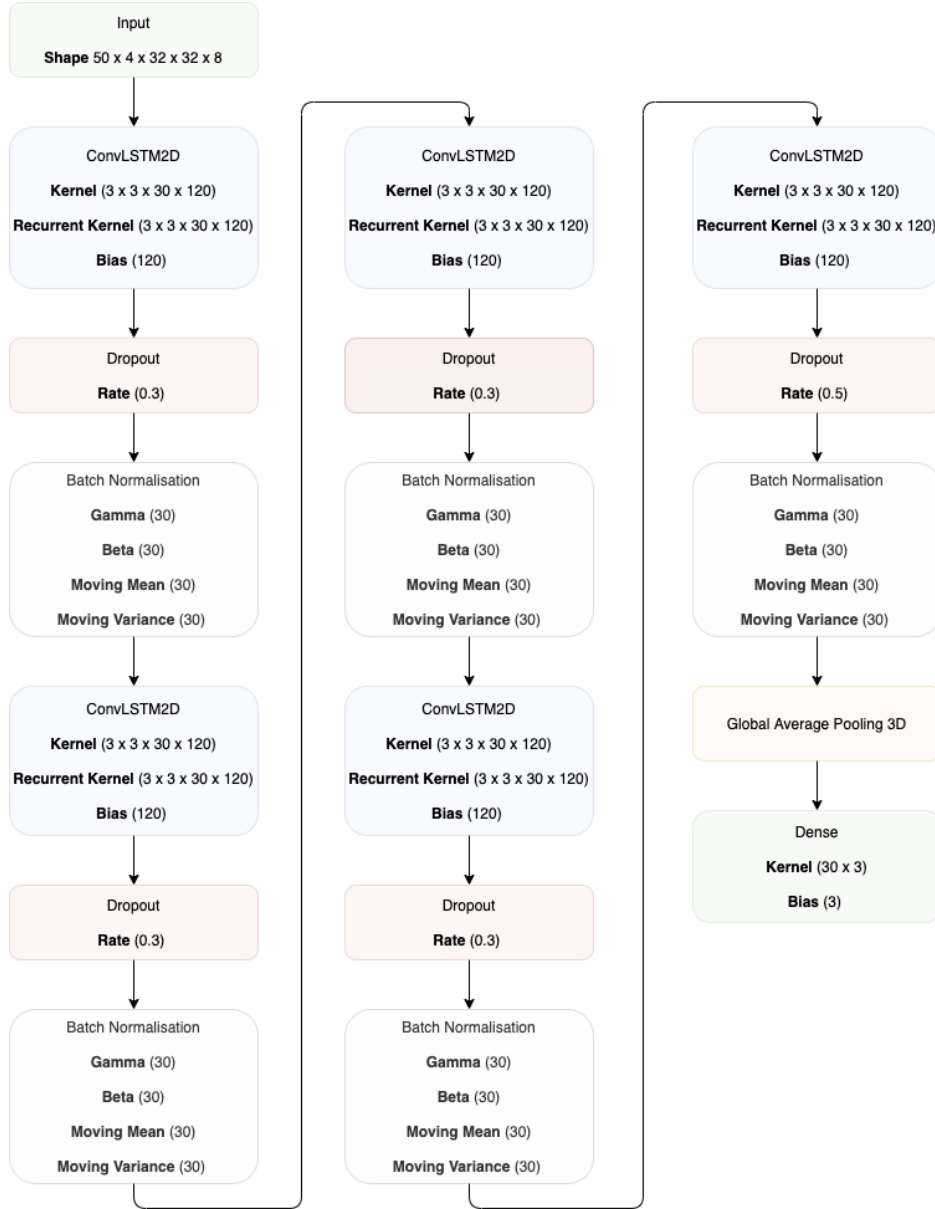 Input
Shape 50 x 4 x 32 x 32 x 8
ConvLSTM2D
Kernel (3 x 3 x 30 x 120)
Recurrent Kernel (3 x 3 x 30 x 120)
Bias (120)
Dropout
Rate (0.3)
Batch Normalisation
Gamma (30)
Beta (30)
Moving Mean (30)
Moving Variance (30)
ConvLSTM2D
Kernel (3 x 3 x 30 x 120)
Recurrent Kernel (3 x 3 x 30 x 120)
Bias (120)
Dropout
Rate (0.3)
Batch Normalisation
Gamma (30)
Beta (30)
Moving Mean (30)
Moving Variance (30)
ConvLSTM2D
Kernel (3 x 3 x 30 x 120)
Recurrent Kernel (3 x 3 x 30 x 120)
Bias (120)
Dropout
Rate (0.3)
Batch Normalisation
Gamma (30)
Beta (30)
Moving Mean (30)
Moving Variance (30)
ConvLSTM2D
Kernel (3 x 3 x 30 x 120)
Recurrent Kernel (3 x 3 x 30 x 120)
Bias (120)
Dropout
Rate (0.3)
Batch Normalisation
Gamma (30)
Beta (30)
Moving Mean (30)
Moving Variance (30)
ConvLSTM2D
Kernel (3 x 3 x 30 x 120)
Recurrent Kernel (3 x 3 x 30 x 120)
Bias (120)
Dropout
Rate (0.5)
Batch Normalisation
Gamma (30)
Beta (30)
Moving Mean (30)
Moving Variance (30)
Global Average Pooling 3D
Dense
Kernel (30 x 3)
Bias (3)